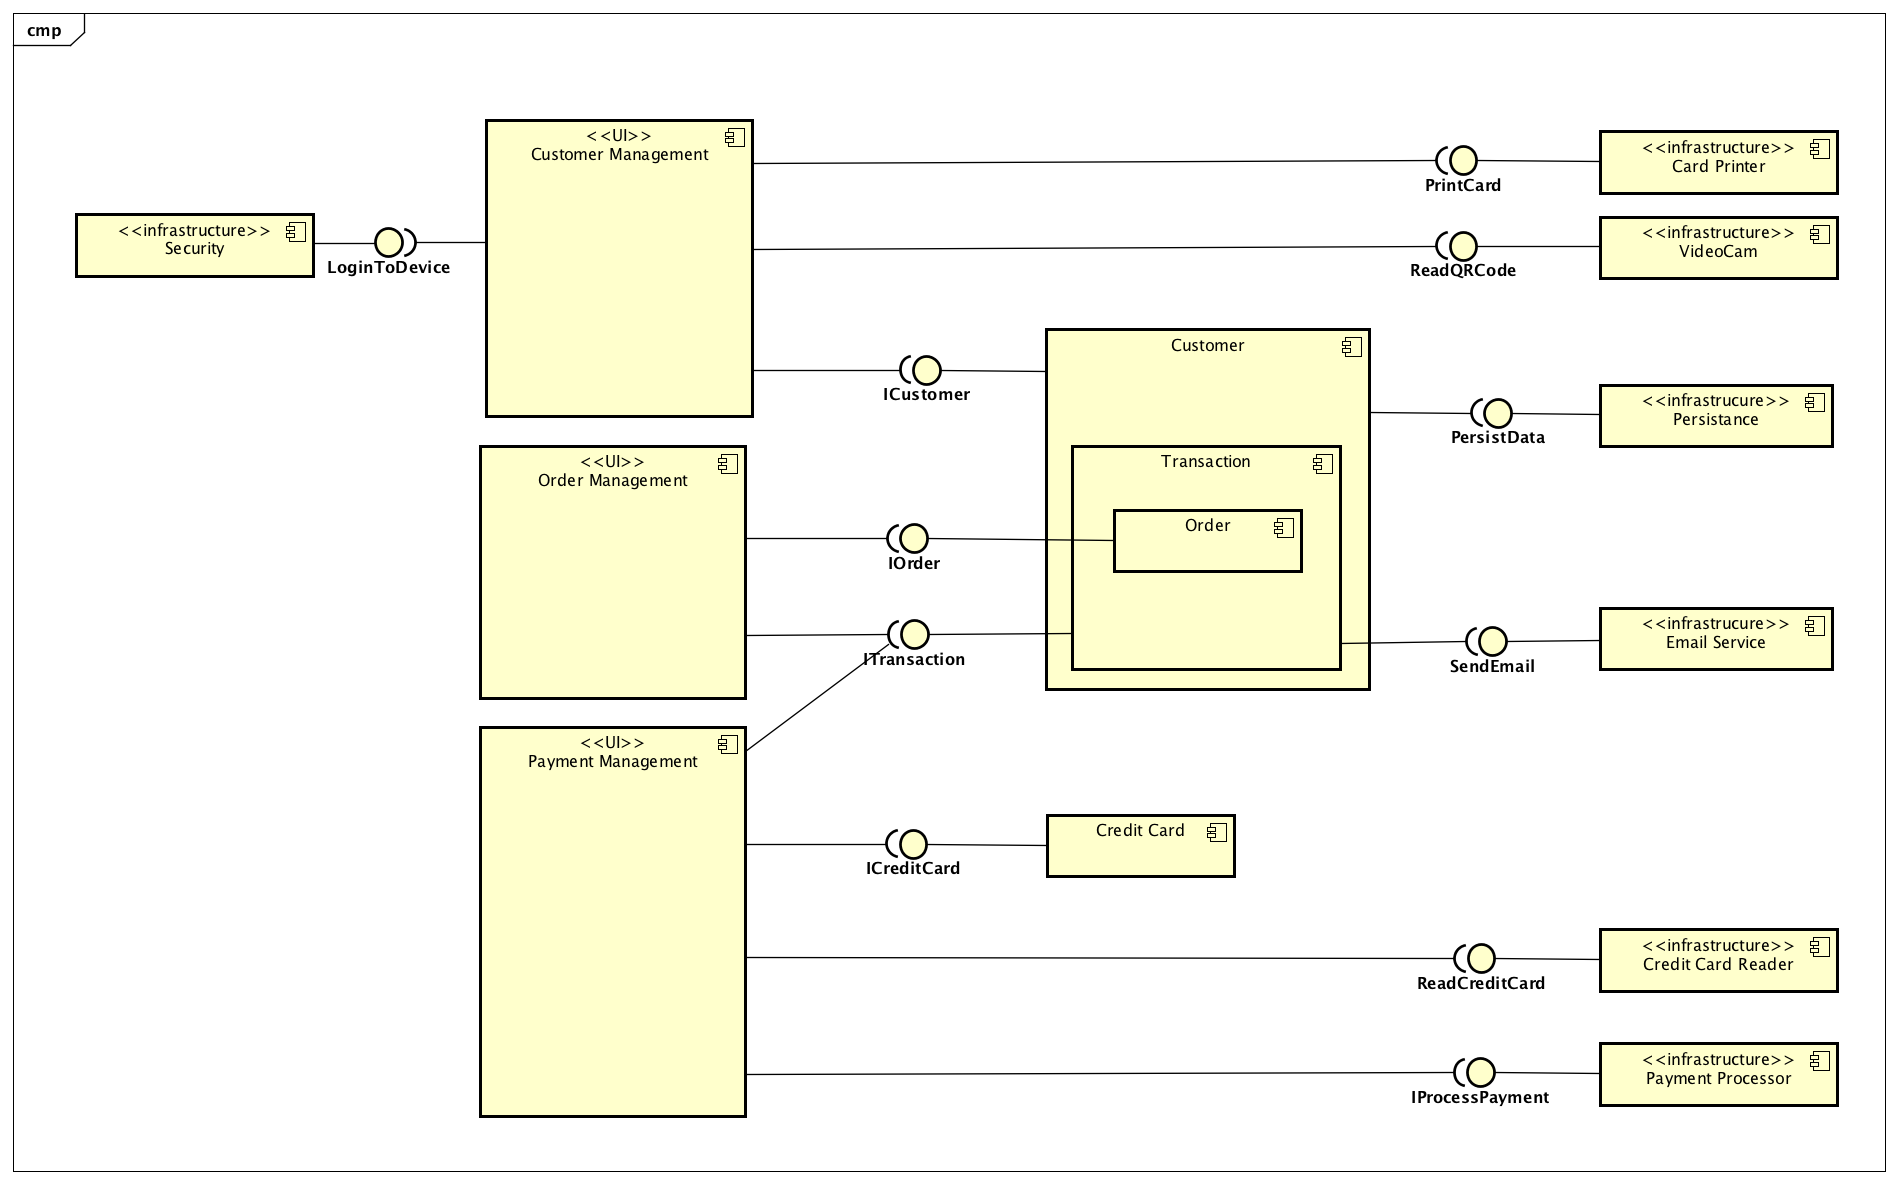 cmp
<<UI>>
Customer Management
<<infrastructure>>
Card Printer
PrintCard
<<infrastructure>>
Security
LoginToDevice
<<infrastructure>>
VideoCam
ReadQRCode
Customer
ICustomer
<<infrastrucure>>
Persistance
PersistData
<<UI>>
Order Management
Transaction
Order
IOrder
ITransaction
<<infrastrucure>>
Email Service
SendEmail
<<UI>>
Payment Management
Credit Card
ICreditCard
<<infrastructure>>
Credit Card Reader
ReadCreditCard
<<infrastructure>>
Payment Processor
IProcessPayment